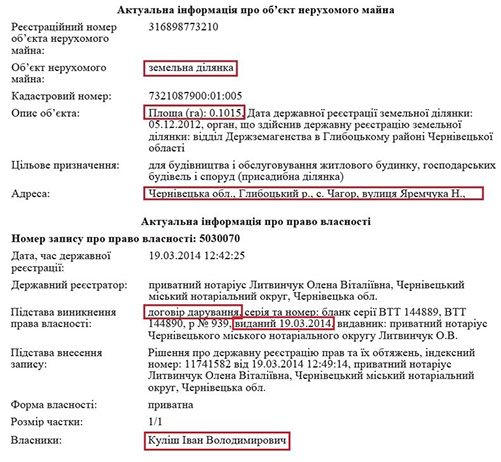 Актуальна інформація про об’єкт нерухомого майна
Реєстраційний номер 316898773210
об’єкта нерухомого
майна:
Об’єкт нерухомого земельна ділянка
майна:
Кадастровий номер: 7321087900:01:005
Опис об’єкта: Площа (га): 0.1015, Дата державної реєстрації земельної ділянки:
05.12.2012, орган, що здійснив державну реєстрацію земельної
ділянки: відділ Держземагенства в Глибоцькому районі Чернівецької
області
Цільове призначення: для будівництва і обслуговування житлового будинку, господарських
будівель і споруд (присадибна ділянка)
Адреса: Чернівецька обл., Глибоцький р., с. Чагор, вулиця Яремчука Н.,
Актуальна інформація про право власності
Номер запису про право власності: 5030070
Дата, час державної 19.03.2014 12:42:25
реєстрації:
Державний реєстратор: приватний нотаріус Литвинчук Олена Віталіївна, Чернівецький
міський нотаріальний округ, Чернівецька обл.
Підстава виникнення договір дарування, серія та номер: бланк серії ВТТ 144889, ВТТ
права власності: 144890, р № 939, виданий 19.03.2014, видавник: приватний нотаріус
Чернівецького міського нотаріального округу Литвинчук О.В.
Підстава внесення Рішення про державну реєстрацію прав та їх обтяжень, індексний
запису: номер: 11741582 від 19.03.2014 12:49:14, приватний нотаріус
Литвинчук Олена Віталіївна, Чернівецький міський нотаріальний
округ, Чернівецька обл.
Форма власності: приватна
Розмір частки: 1/1
Власники: Куліш Іван Володимирович